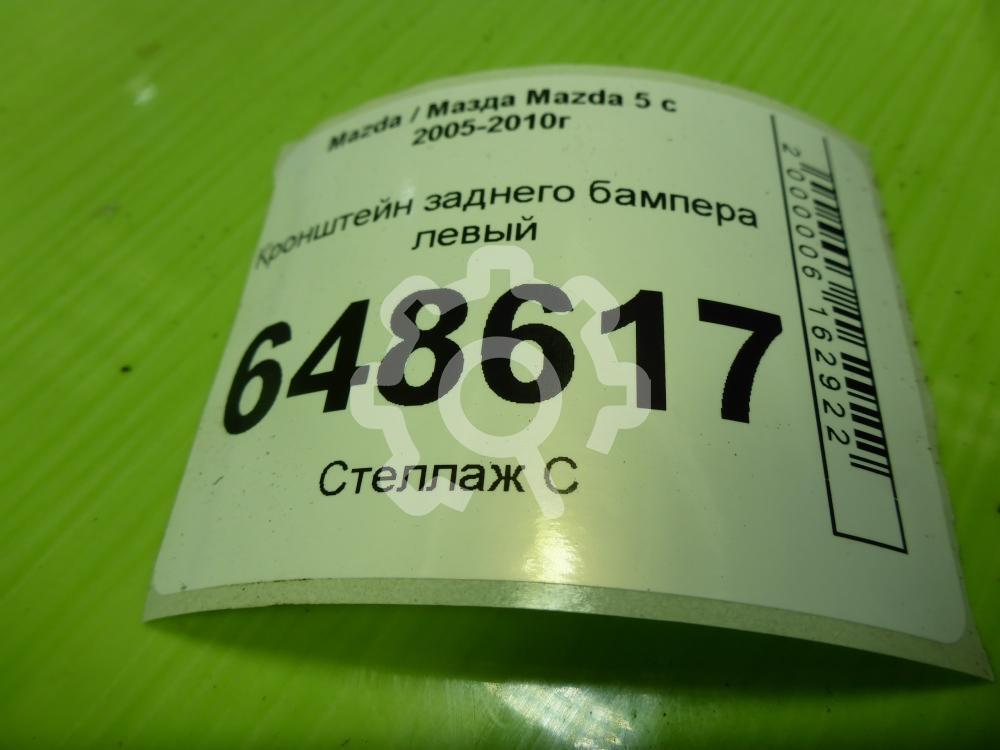 Mazda / Мазда Mazda 5 с
2005-2010г
Кронштейн заднего бампера
левый
648617
Стеллаж С
2000006162922